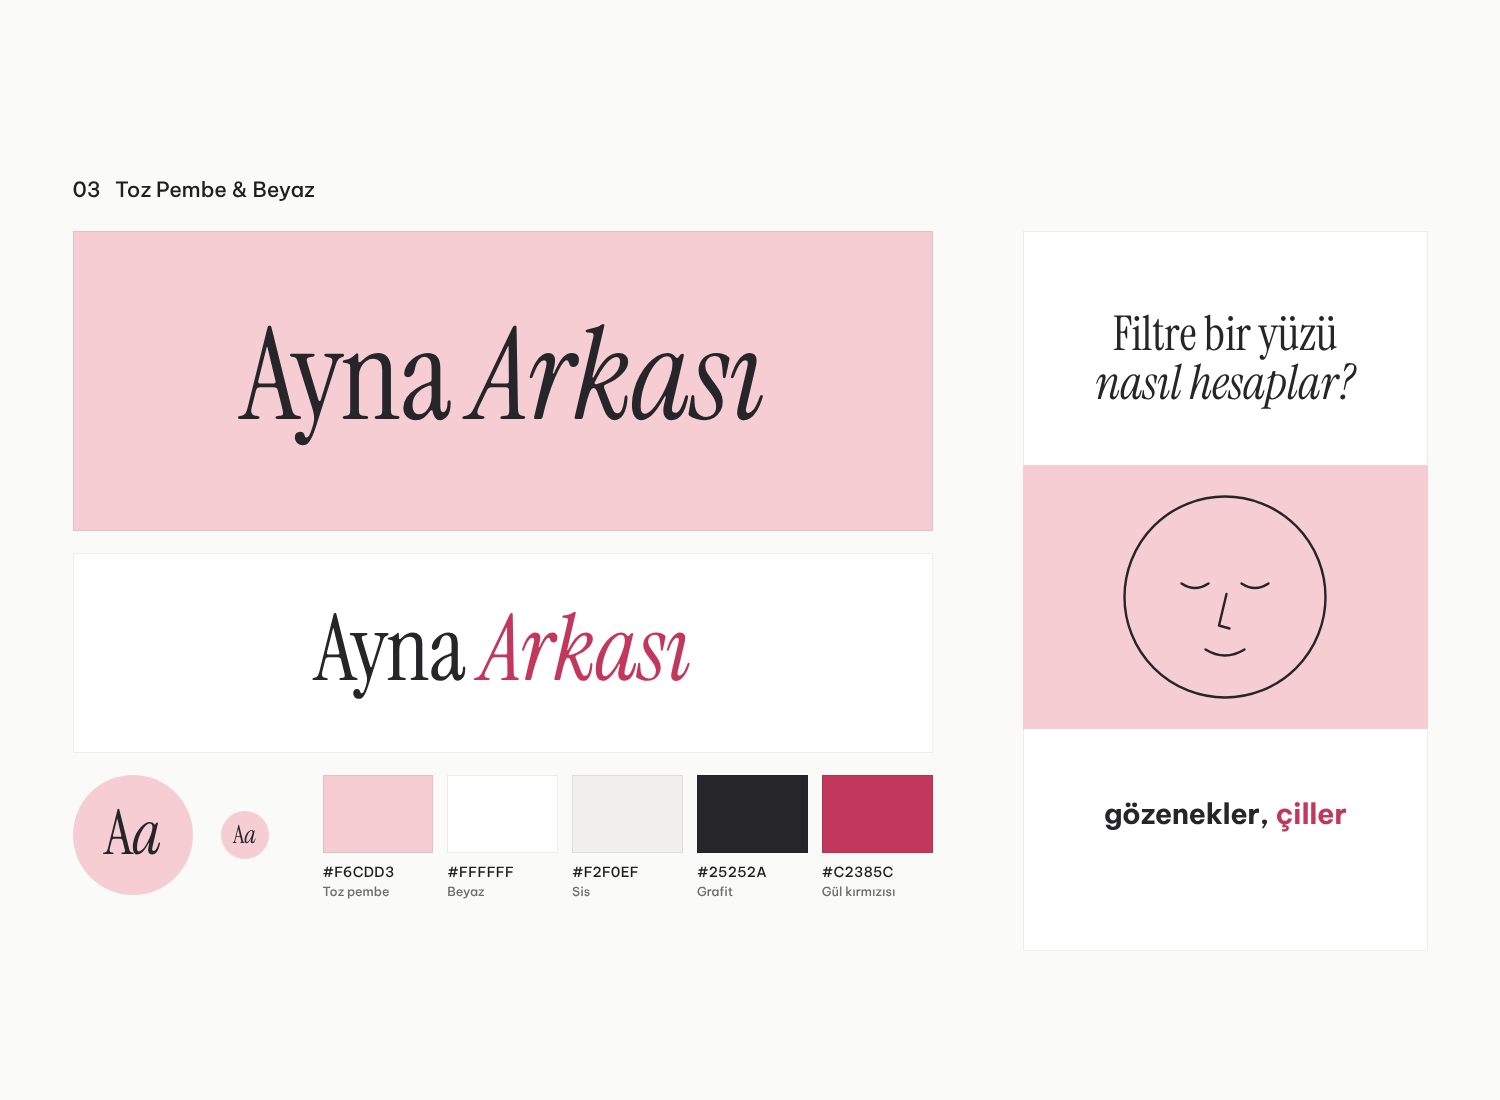 03 Toz Pembe & Beyaz
Ayna Arkası
Ayna Arkası
Aa
Aa
#F6CDD3
Toz pembe
#FFFFFF
Beyaz
#F2F0EF
Sis
#25252A
Grafit
#C2385C
Gül kırmızısı
Filtre bir yüzü
nasıl hesaplar?
gözenekler, çiller